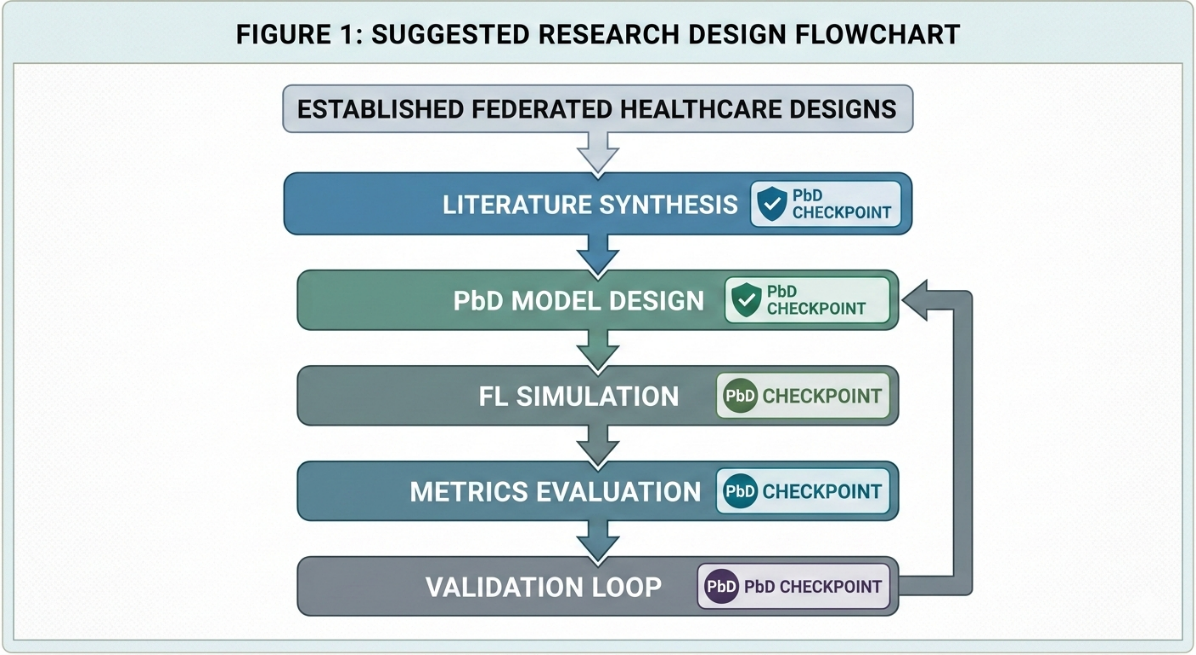 FIGURE 1: SUGGESTED RESEARCH DESIGN FLOWCHART
ESTABLISHED FEDERATED HEALTHCARE DESIGNS
LITERATURE SYNTHESIS
PbD
CHECKPOINT
PbD MODEL DESIGN
PbD
CHECKPOINT
FL SIMULATION
PbD CHECKPOINT
METRICS EVALUATION
PbD CHECKPOINT
VALIDATION LOOP
PbD PbD CHECKPOINT